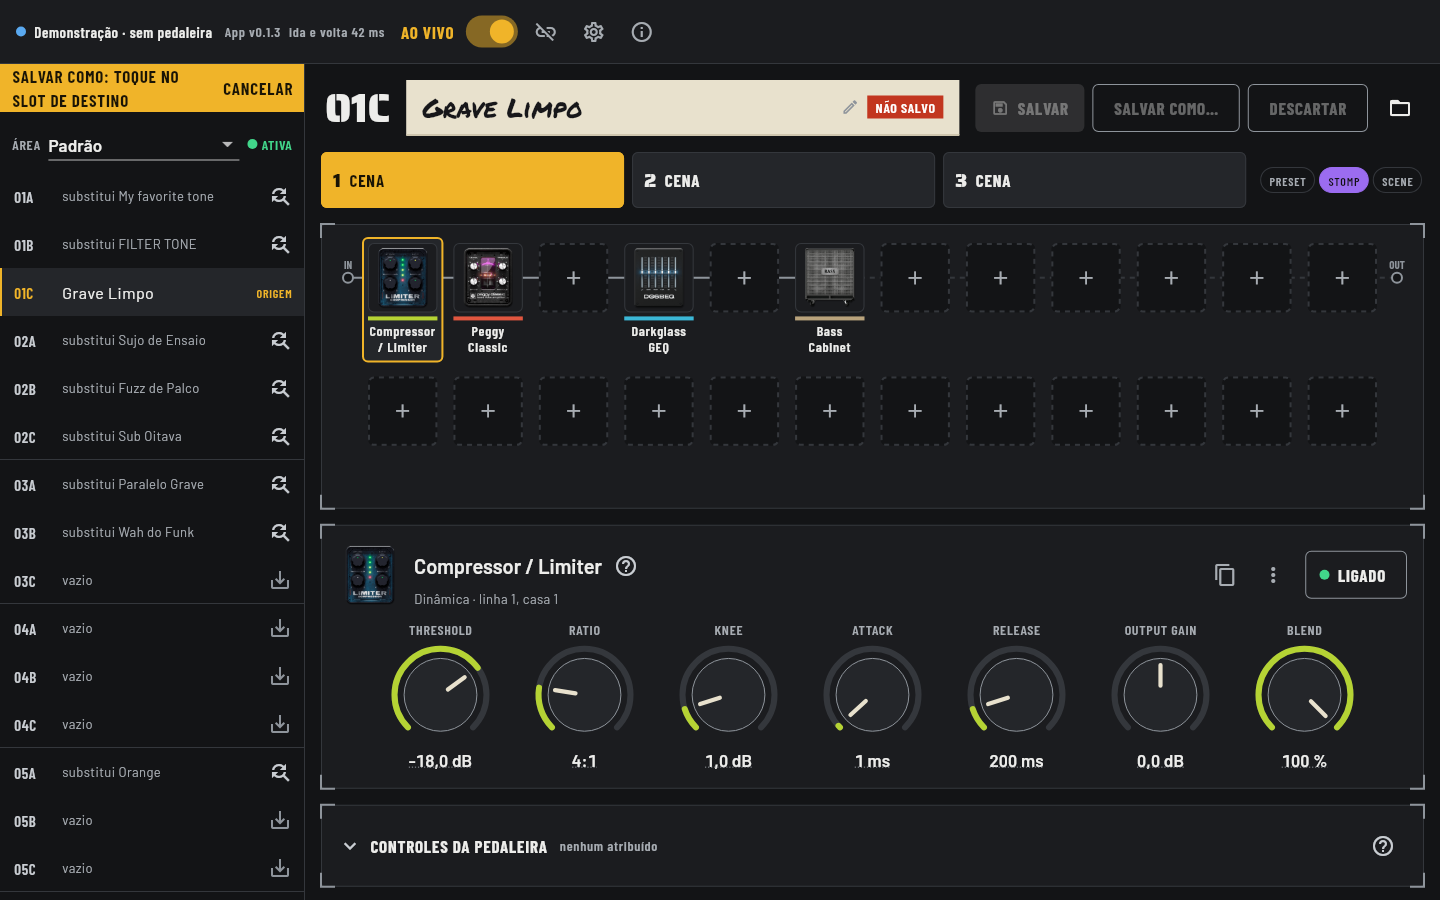 Demonstração · sem pedaleira App v0.1.3 Ida e volta 42 ms AO VIVO
SALVAR COMO: TOQUE NO
SLOT DE DESTINO
CANCELAR
ÁREA Padrão ATIVA
01A substitui My favorite tone
01B substitui FILTER TONE
01C Grave Limpo ORIGEM
02A substitui Sujo de Ensaio
02B substitui Fuzz de Palco
02C substitui Sub Oitava
03A substitui Paralelo Grave
03B substitui Wah do Funk
03C vazio
04A vazio
04B vazio
04C vazio
05A substitui Orange
05B vazio
05C vazio
01C Grave Limpo NÃO SALVO SALVAR SALVAR COMO... DESCARTAR
1 CENA 2 CENA 3 CENA PRESET STOMP SCENE
IN
OUT
LIMITER
DG6SEQ
BASS
Compressor
/ Limiter
Peggy
Classic
Darkglass
GEQ
Bass
Cabinet
Compressor / Limiter
Dinâmica · linha 1, casa 1
LIMITER
LIGADO
THRESHOLD RATIO KNEE ATTACK RELEASE OUTPUT GAIN BLEND
-18,0 dB 4:1 1,0 dB 1 ms 200 ms 0,0 dB 100 %
CONTROLES DA PEDALEIRA nenhum atribuído